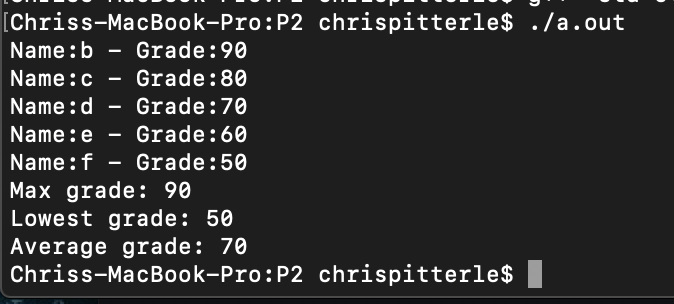 [Chriss-MacBook-Pro:P2 chrispitterle$ ./a.out
Name:b - Grade:90
Name:c - Grade:80
Name:d - Grade:70
Name:e - Grade:60
Name:f - Grade:50
Max grade: 90
Lowest grade: 50
Average grade: 70
Chriss-MacBook-Pro:P2 chrispitterle$